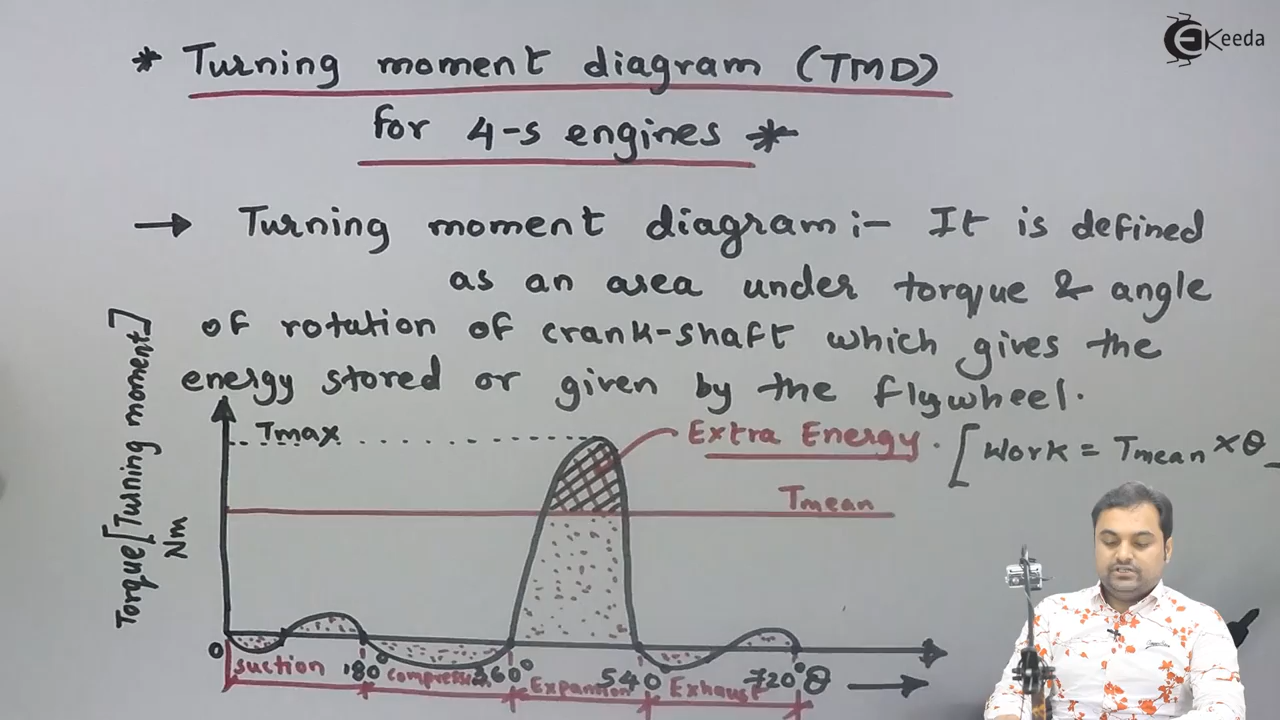 EKeeda
* Turning moment diagram (TMD)
for 4-s engines *
→ Turning moment diagram :- It is defined
as an area under torque & angle
of rotation of crank-shaft which gives the
energy stored or given by the flywheel.
Torque [Turning moment]
Nm
Tmax
Extra Energy. [Work = Tmean × θ
Tmean
0 suction 180° compression 360° Expansion 540 Exhaust 720° θ